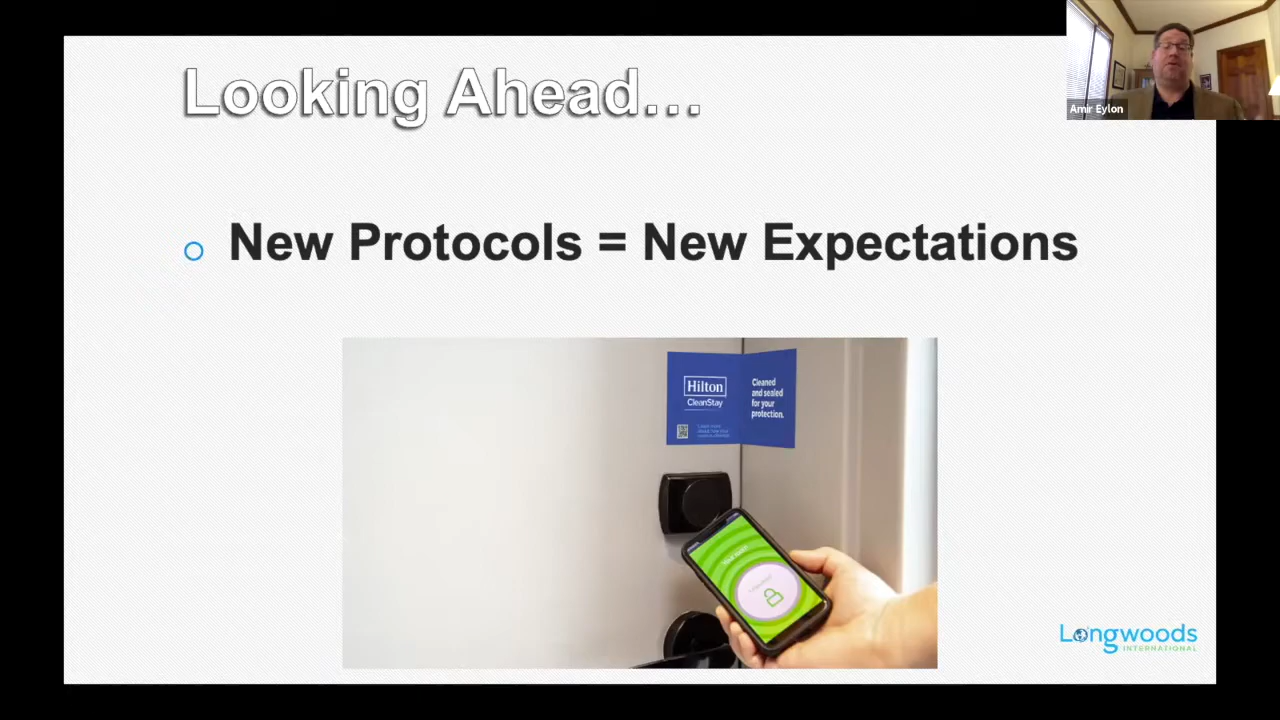 Looking Ahead...
Amir Eylon
o New Protocols = New Expectations
Hilton
CleanStay
Cleaned
and sealed
for your
protection.
Longwoods
INTERNATIONAL